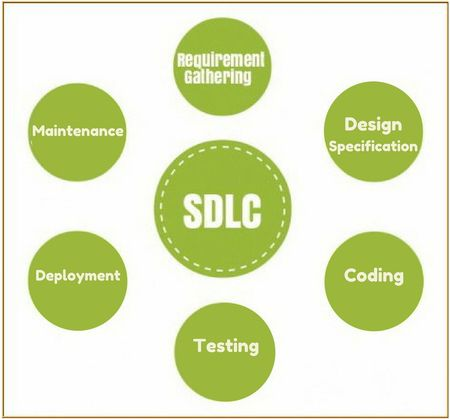 Requirement
Gathering
Design
Specification
Coding
Testing
Deployment
Maintenance
SDLC